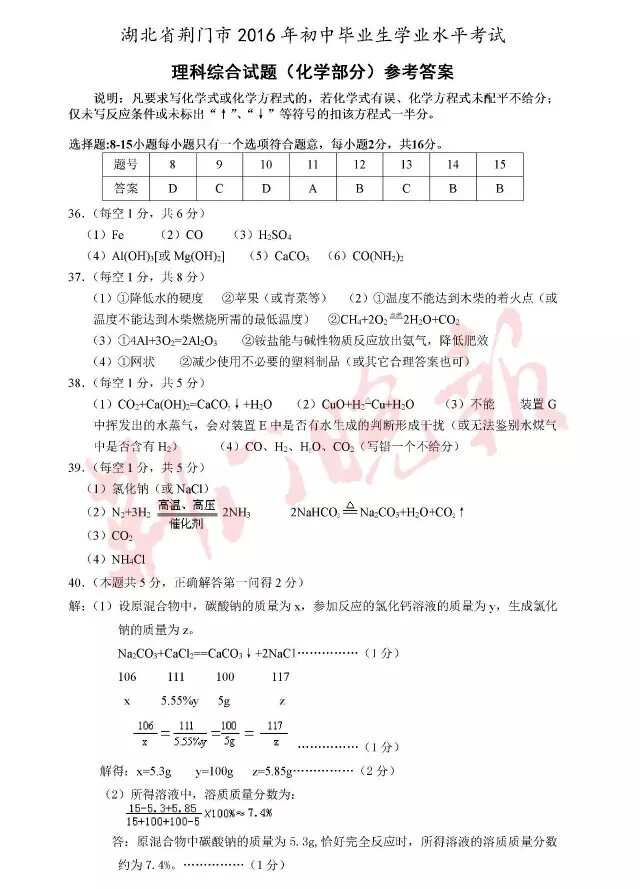 湖北省荆门市 2016 年初中毕业生学业水平考试
理科综合试题（化学部分）参考答案
说明：凡要求写化学式或化学方程式的，若化学式有误、化学方程式未配平不给分；
仅未写反应条件或未标出“↑”、“↓”等符号的扣该方程式一半分。
选择题:8-15小题每小题只有一个选项符合题意，每小题2分，共16分。
题号 8 9 10 11 12 13 14 15
答案 D C D A B C B B
36．（每空 1 分，共 6 分）
（1）Fe （2）CO （3）H₂SO₄
（4）Al(OH)₃[或 Mg(OH)₂] （5）CaCO₃ （6）CO(NH₂)₂
37．（每空 1 分，共 8 分）
（1）①降低水的硬度 ②苹果（或青菜等） （2）①温度不能达到木柴的着火点（或
温度不能达到木柴燃烧所需的最低温度） ②CH₄+2O₂ 点燃 2H₂O+CO₂
（3）①4Al+3O₂=2Al₂O₃ ②铵盐能与碱性物质反应放出氨气，降低肥效
（4）①网状 ②减少使用不必要的塑料制品（或其它合理答案也可）
38．（每空 1 分，共 5 分）
（1）CO₂+Ca(OH)₂=CaCO₃↓+H₂O （2）CuO+H₂ △ Cu+H₂O （3）不能 装置 G
中挥发出的水蒸气，会对装置 E 中是否有水生成的判断形成干扰（或无法鉴别水煤气
中是否含有 H₂） （4）CO、H₂、H₂O、CO₂（写错一个不给分）
39．（每空 1 分，共 5 分）
（1）氯化钠（或 NaCl）
（2）N₂+3H₂ 高温、高压 催化剂 2NH₃ 2NaHCO₃ △ Na₂CO₃+H₂O+CO₂↑
（3）CO₂
（4）NH₄Cl
40．（本题共 5 分，正确解答第一问得 2 分）
解：（1）设原混合物中，碳酸钠的质量为 x，参加反应的氯化钙溶液的质量为 y，生成氯化
钠的质量为 z。
Na₂CO₃+CaCl₂==CaCO₃↓+2NaCl……………（1 分）
106 111 100 117
x 5.55%y 5g z
106/x = 111/5.55%y = 100/5g = 117/z ……………（1 分）
解得：x=5.3g y=100g z=5.85g……………（2 分）
（2）所得溶液中，溶质质量分数为：
(15-5.3+5.85)/(15+100+100-5) ×100%≈7.4%
答：原混合物中碳酸钠的质量为 5.3g,恰好完全反应时，所得溶液的溶质质量分数
约为 7.4%。……………（1 分）
荆门晚报